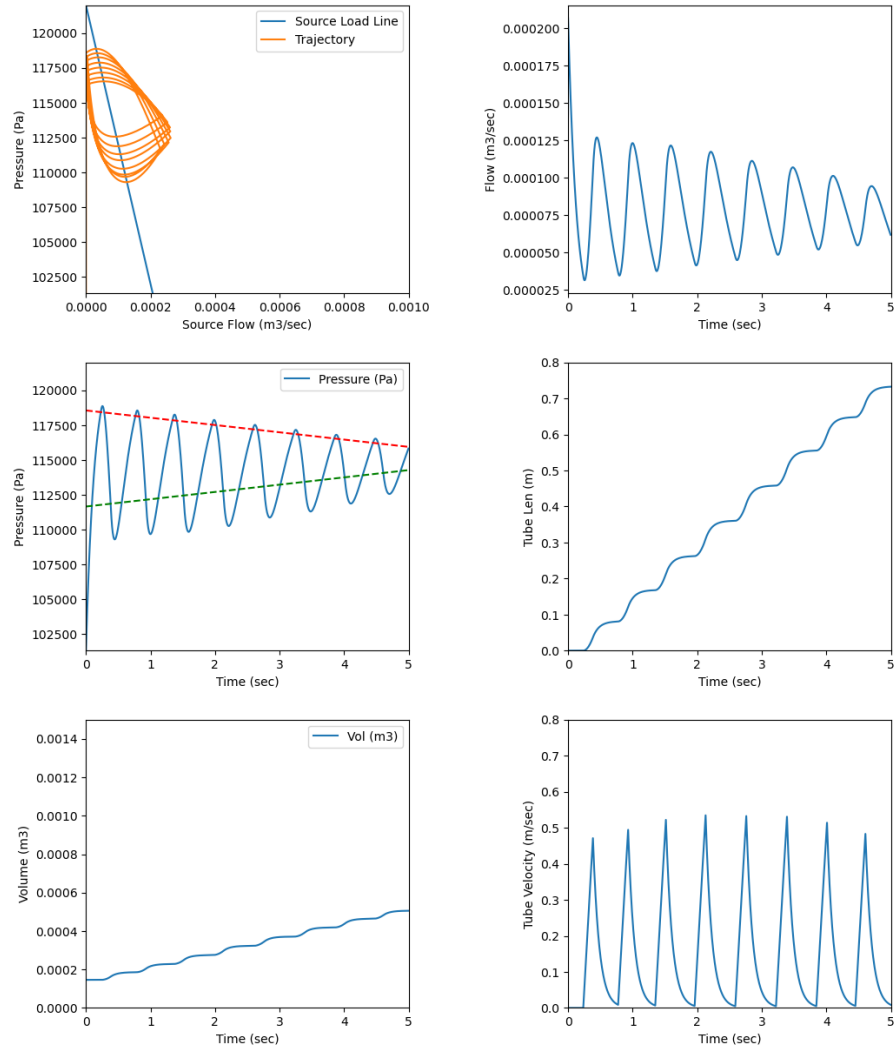 120000
117500
115000
112500
110000
107500
105000
102500
Pressure (Pa)
Source Load Line
Trajectory
0.0000 0.0002 0.0004 0.0006 0.0008 0.0010
Source Flow (m3/sec)
0.000200
0.000175
0.000150
0.000125
0.000100
0.000075
0.000050
0.000025
Flow (m3/sec)
0 1 2 3 4 5
Time (sec)
120000
117500
115000
112500
110000
107500
105000
102500
Pressure (Pa)
Pressure (Pa)
0 1 2 3 4 5
Time (sec)
0.8
0.7
0.6
0.5
0.4
0.3
0.2
0.1
0.0
Tube Len (m)
0 1 2 3 4 5
Time (sec)
0.0014
0.0012
0.0010
0.0008
0.0006
0.0004
0.0002
0.0000
Volume (m3)
Vol (m3)
0 1 2 3 4 5
Time (sec)
0.8
0.7
0.6
0.5
0.4
0.3
0.2
0.1
0.0
Tube Velocity (m/sec)
0 1 2 3 4 5
Time (sec)